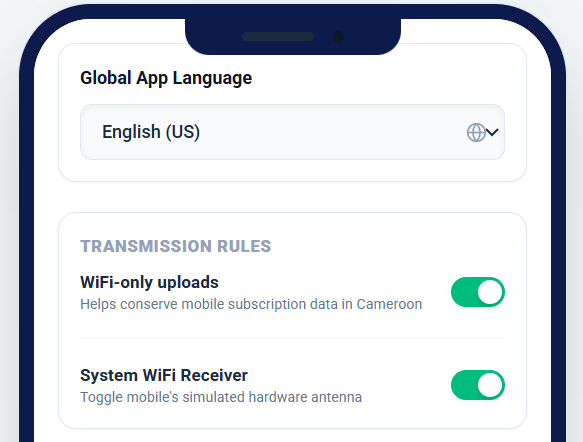 Global App Language
English (US)
TRANSMISSION RULES
WiFi-only uploads
Helps conserve mobile subscription data in Cameroon
System WiFi Receiver
Toggle mobile's simulated hardware antenna